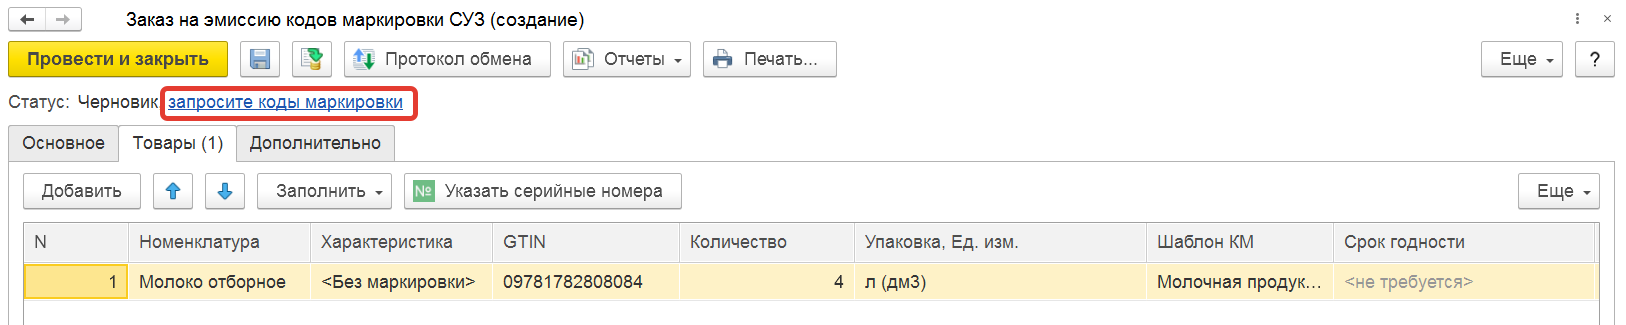 Заказ на эмиссию кодов маркировки СУЗ (создание)
Провести и закрыть Протокол обмена Отчеты Печать... Еще ?
Статус: Черновик запросите коды маркировки
Основное Товары (1) Дополнительно
Добавить Заполнить № Указать серийные номера Еще
N Номенклатура Характеристика GTIN Количество Упаковка, Ед. изм. Шаблон КМ Срок годности
1 Молоко отборное <Без маркировки> 09781782808084 4 л (дм3) Молочная продук... <не требуется>